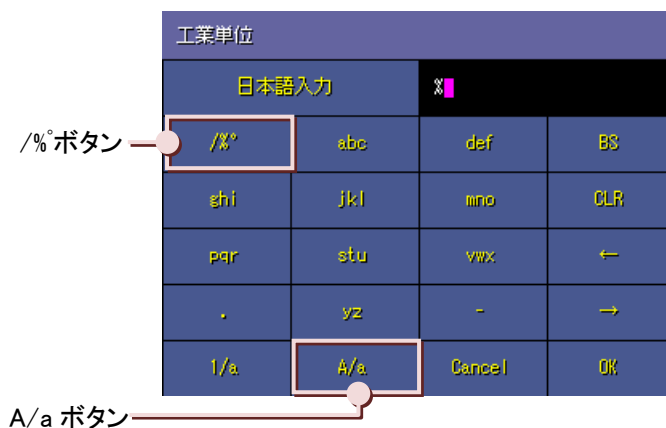 工業単位
日本語入力 %
/%°ボタン /%° abc def BS
ghi jkl mno CLR
pqr stu vwx ←
. yz - →
1/a A/a Cancel OK
A/a ボタン